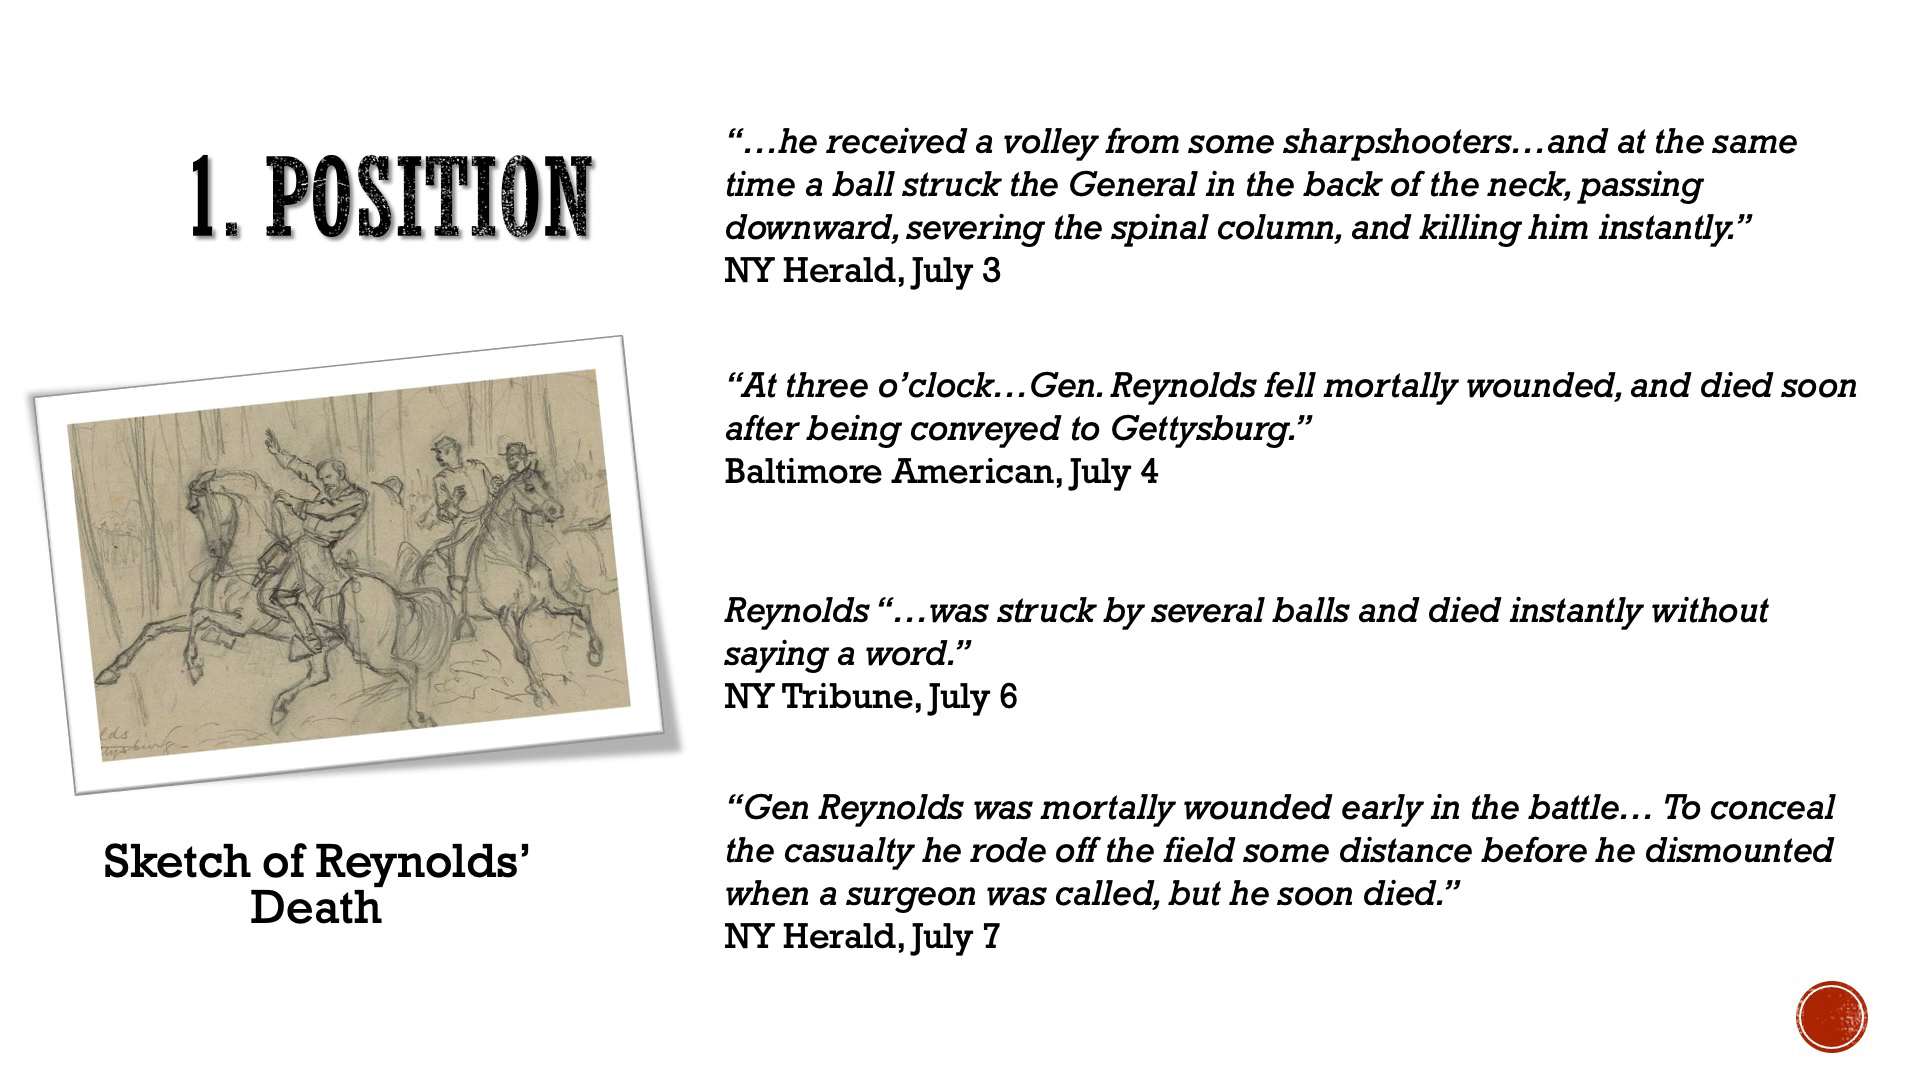 1. POSITION
“…he received a volley from some sharpshooters…and at the same
time a ball struck the General in the back of the neck, passing
downward, severing the spinal column, and killing him instantly.”
NY Herald, July 3
“At three o’clock…Gen. Reynolds fell mortally wounded, and died soon
after being conveyed to Gettysburg.”
Baltimore American, July 4
Reynolds “…was struck by several balls and died instantly without
saying a word.”
NY Tribune, July 6
“Gen Reynolds was mortally wounded early in the battle… To conceal
the casualty he rode off the field some distance before he dismounted
when a surgeon was called, but he soon died.”
NY Herald, July 7
Sketch of Reynolds’
Death